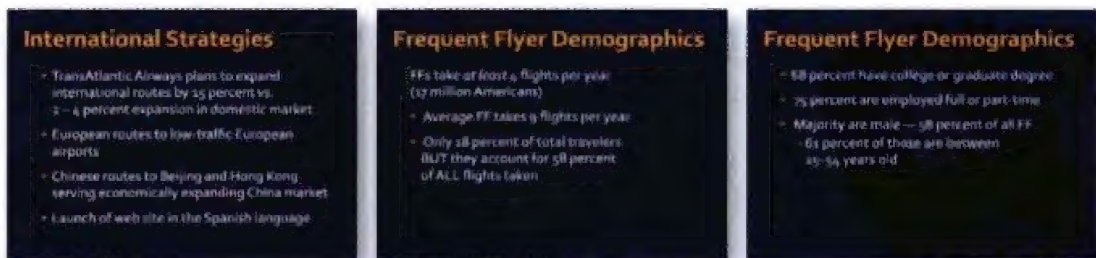 International Strategies
TransAtlantic Airways plans to expand
international routes by 15 percent vs.
2 – 4 percent expansion in domestic market
European routes to low-traffic European
airports
Chinese routes to Beijing and Hong Kong
serving economically expanding China market
Launch of web site in the Spanish language
Frequent Flyer Demographics
FFs take at least 4 flights per year
(17 million Americans)
Average FF takes 9 flights per year
Only 18 percent of total travelers
BUT they account for 58 percent
of ALL flights taken
Frequent Flyer Demographics
68 percent have college or graduate degree
75 percent are employed full or part-time
Majority are male — 58 percent of all FF
- 61 percent of those are between
25-54 years old